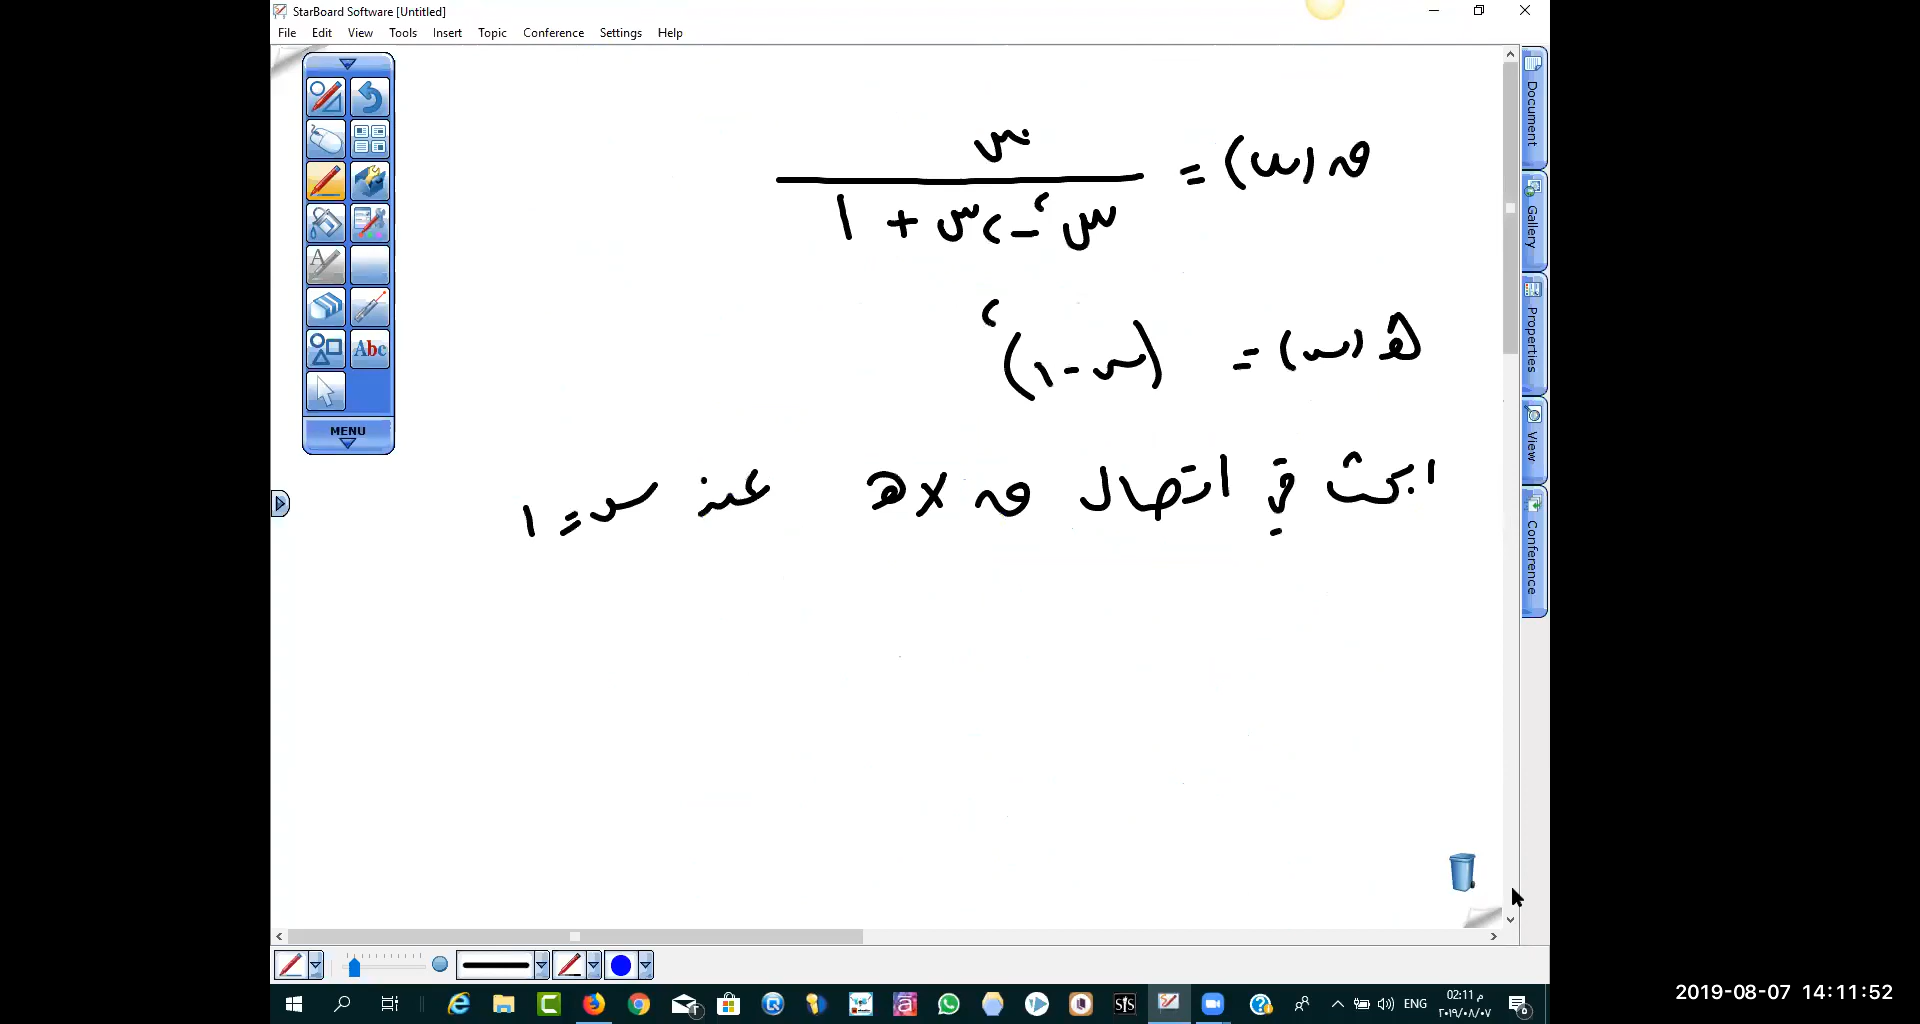 StarBoard Software [Untitled]
File Edit View Tools Insert Topic Conference Settings Help
MENU
Abc
Document
Gallery
Properties
View
Conference
ق(س) = س / س² - ٢س + ١
هـ(س) = (س - ١)²
ابحث في اتصال ق × هـ عند س = ١
ENG
02:11 م
٢٠١٩/٠٨/٠٧
2019-08-07 14:11:52